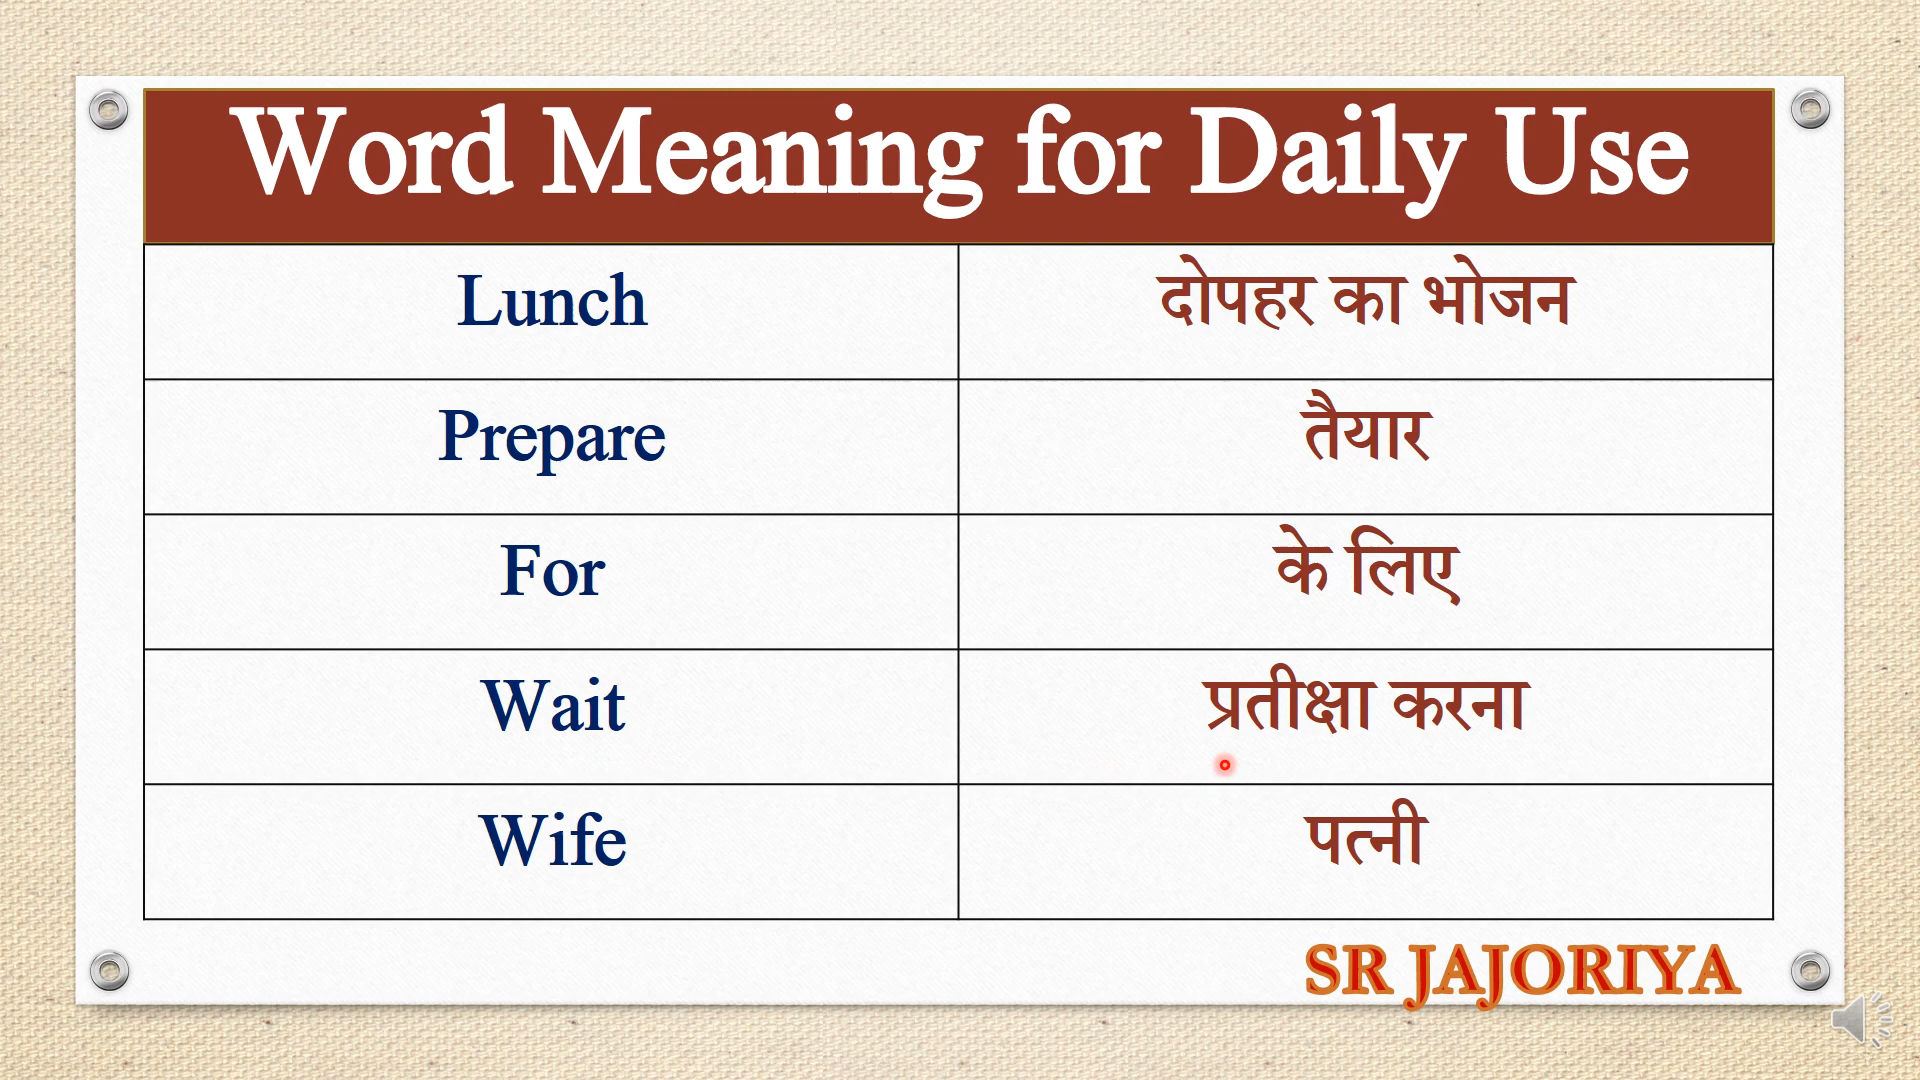 Word Meaning for Daily Use
Lunch दोपहर का भोजन
Prepare तैयार
For के लिए
Wait प्रतीक्षा करना
Wife पत्नी
SR JAJORIYA